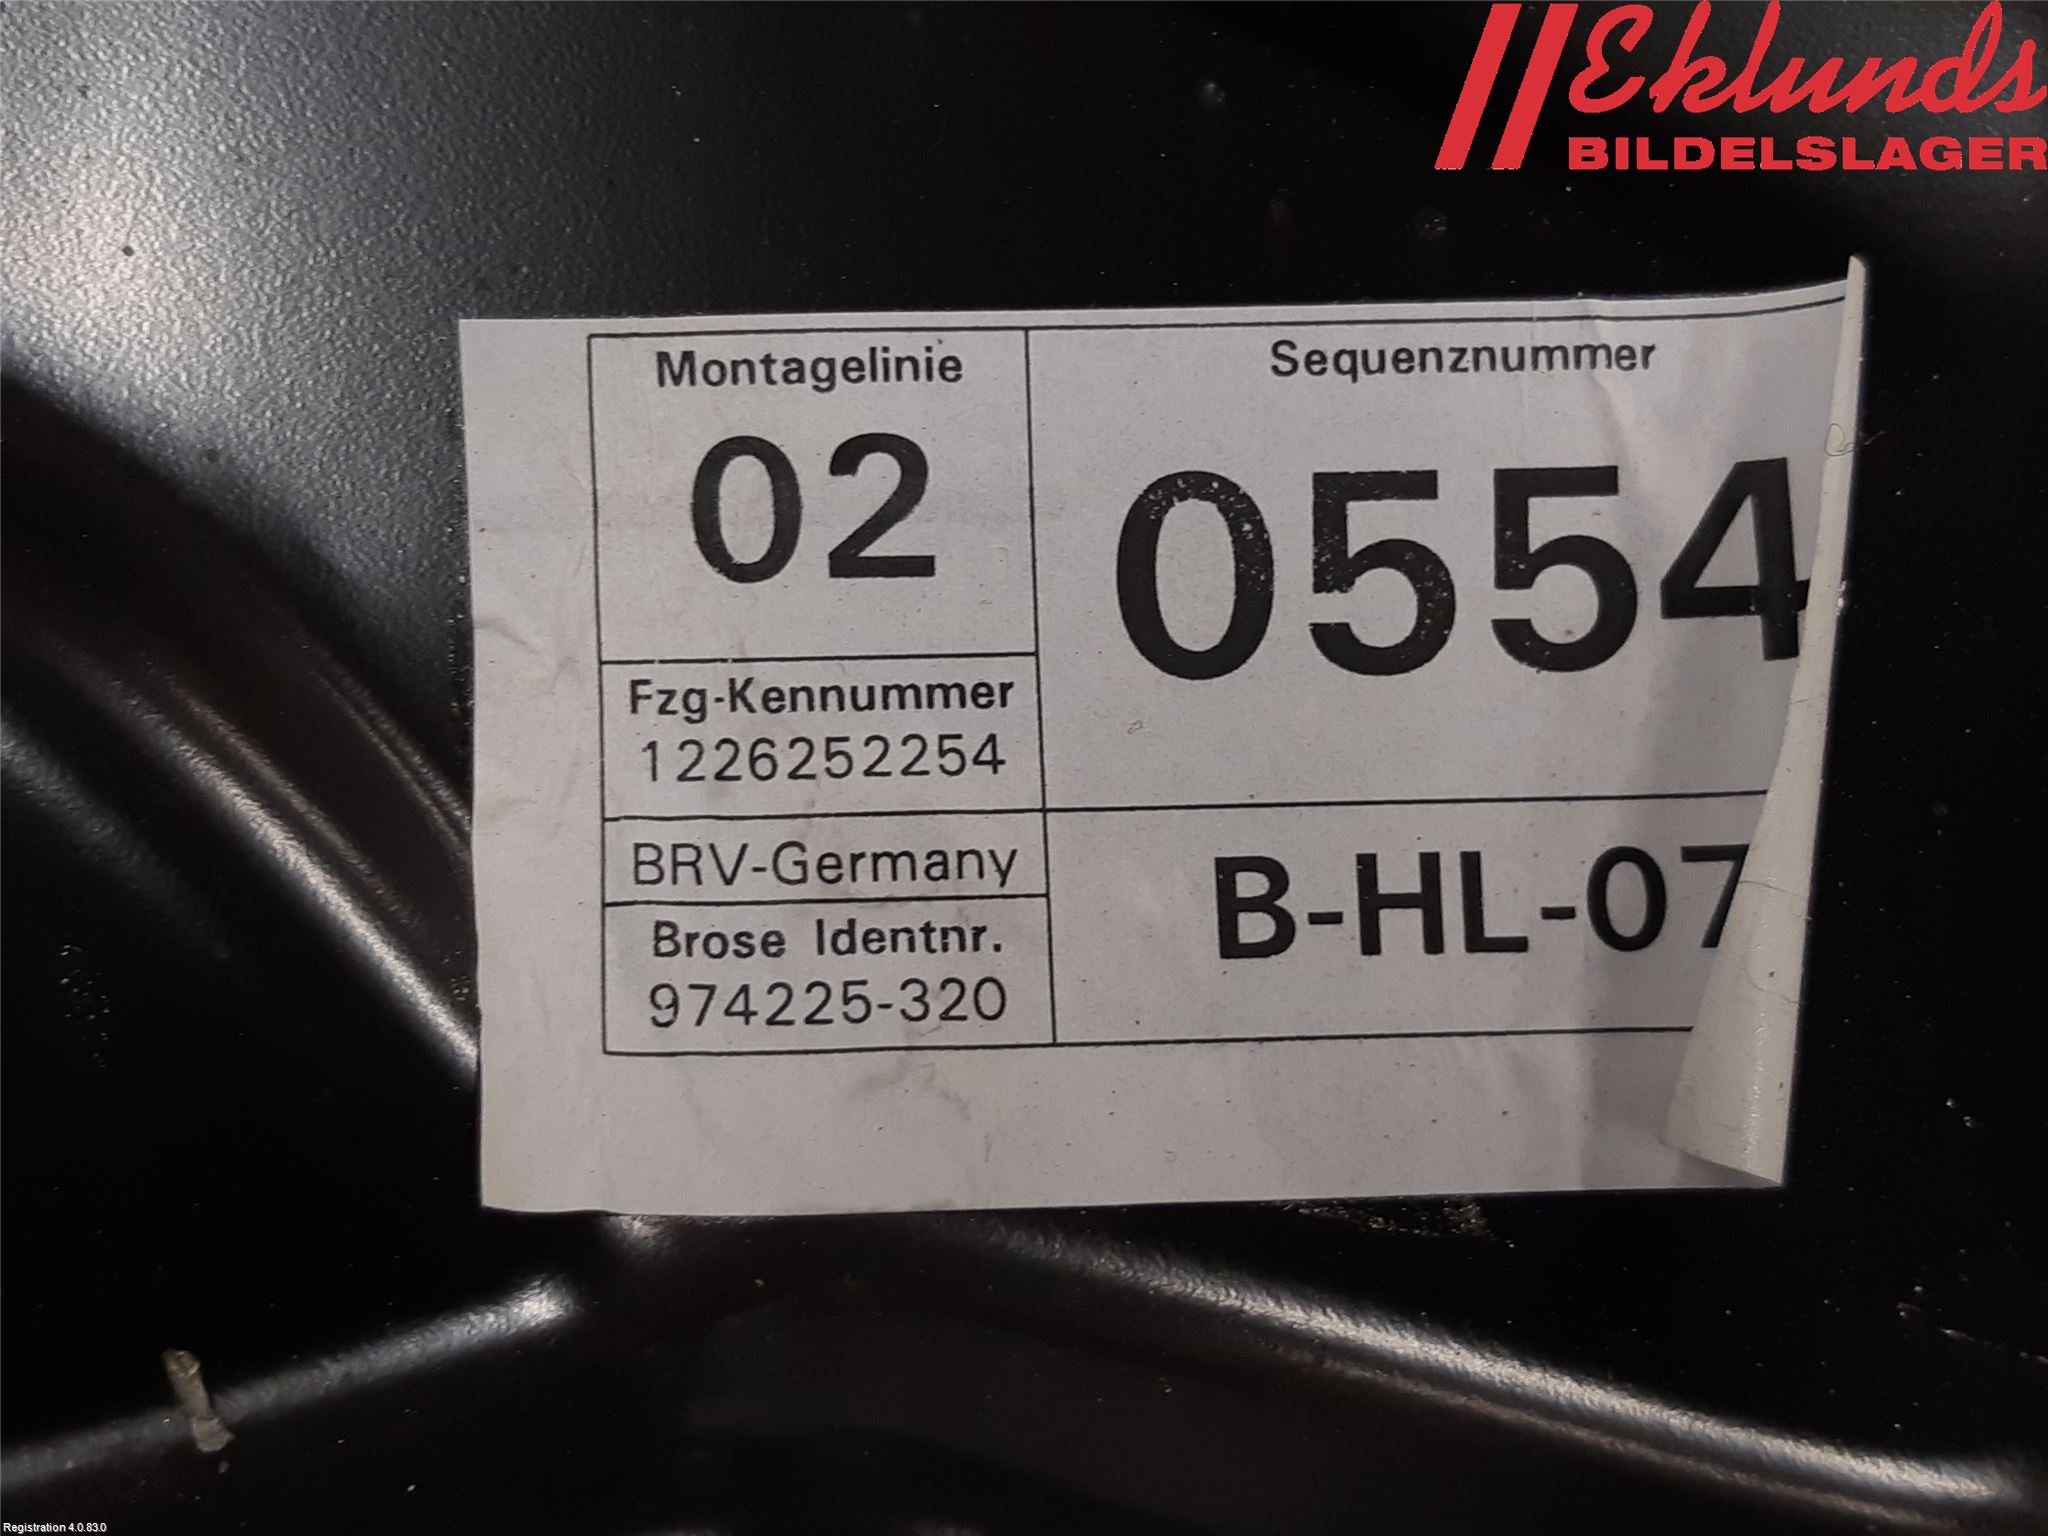 Eklunds
BILDELSLAGER
Montagelinie
02
Sequenznummer
0554
Fzg-Kennummer
1226252254
BRV-Germany
Brose Identnr.
974225-320
B-HL-07
Registration 4.0.83.0